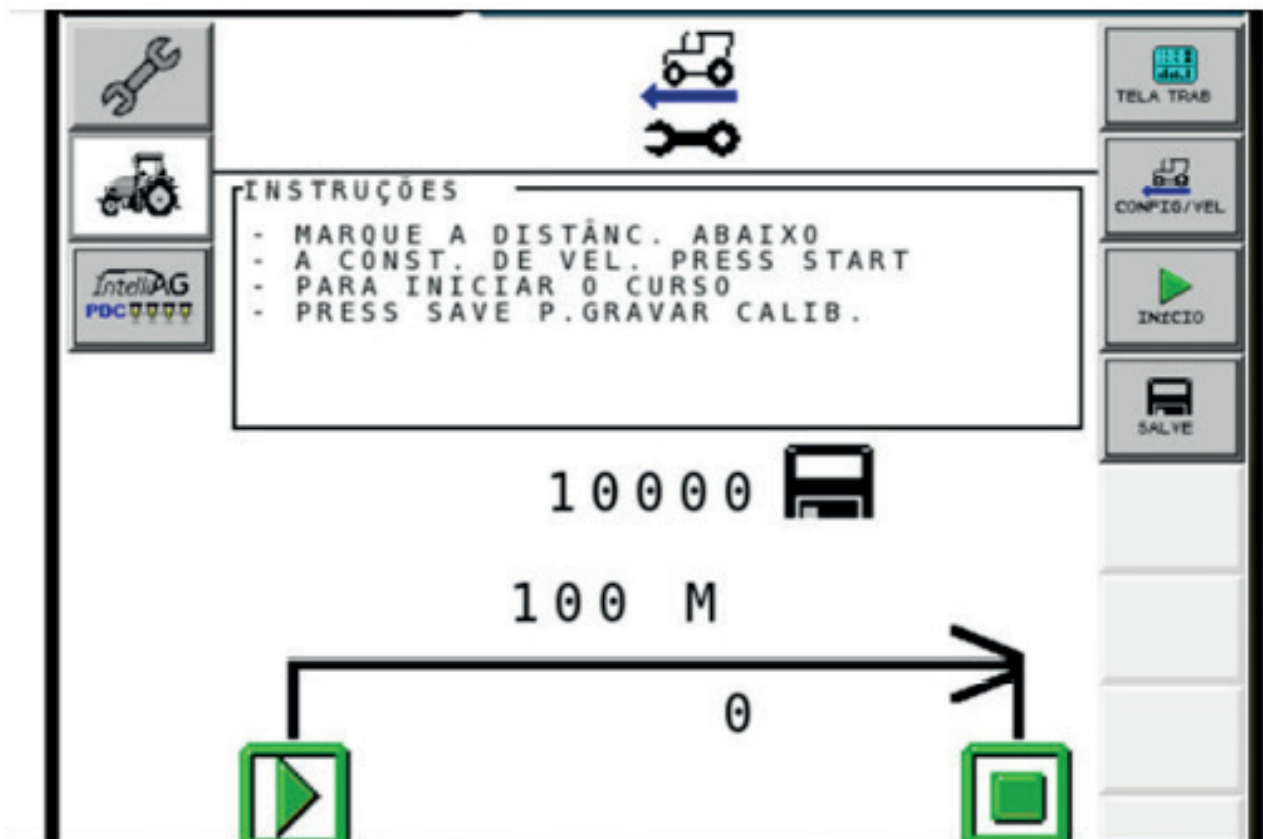 TELA TRAB
CONFIG/VEL
INSTRUÇÕES
- MARQUE A DISTÂNC. ABAIXO
- A CONST. DE VEL. PRESS START
- PARA INICIAR O CURSO
- PRESS SAVE P.GRAVAR CALIB.
IntelliAG
PDC
INÍCIO
SALVE
10000
100 M
0